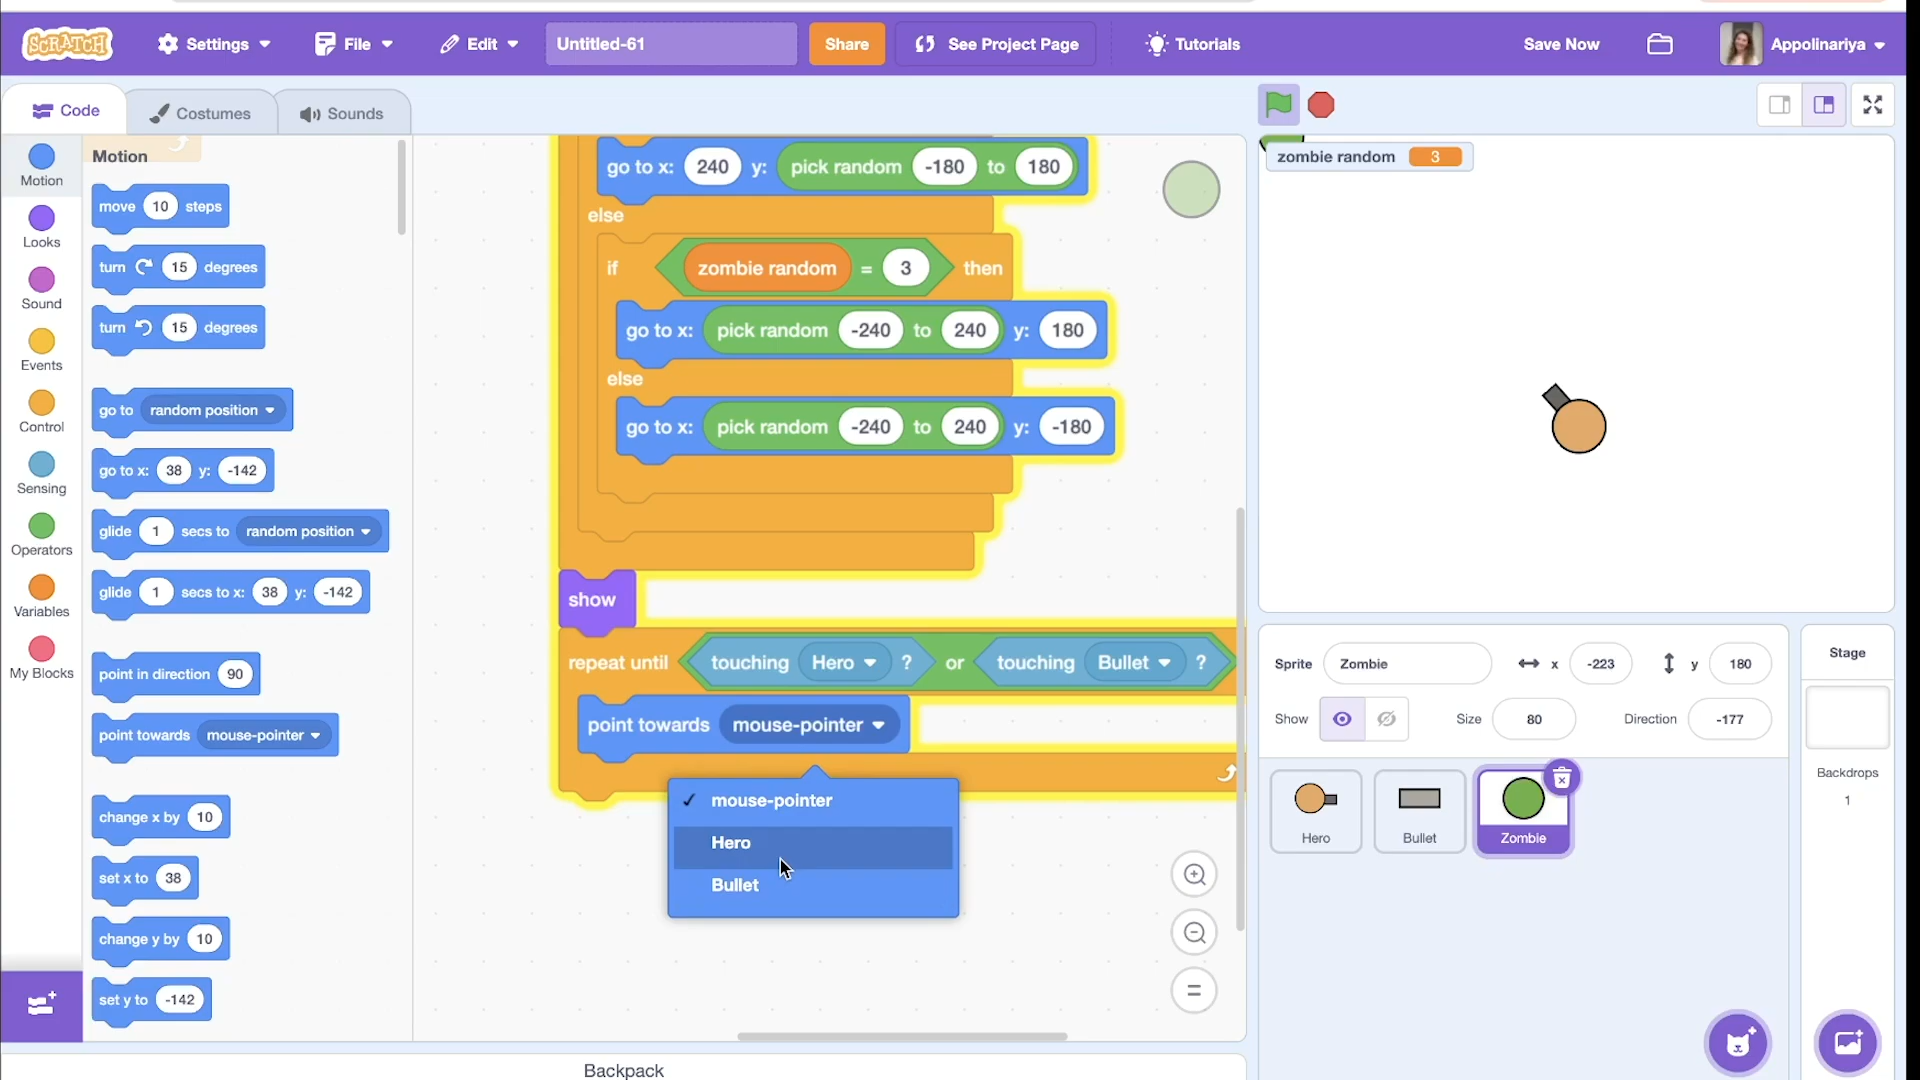 SCRATCH Settings File Edit Untitled-61 Share See Project Page Tutorials Save Now Appolinariya
Code Costumes Sounds
Motion
Looks
Sound
Events
Control
Sensing
Operators
Variables
My Blocks
Motion
move 10 steps
turn 15 degrees
turn 15 degrees
go to random position
go to x: 38 y: -142
glide 1 secs to random position
glide 1 secs to x: 38 y: -142
point in direction 90
point towards mouse-pointer
change x by 10
set x to 38
change y by 10
set y to -142
go to x: 240 y: pick random -180 to 180
else
if zombie random = 3 then
go to x: pick random -240 to 240 y: 180
else
go to x: pick random -240 to 240 y: -180
show
repeat until touching Hero ? or touching Bullet ?
point towards mouse-pointer
✓ mouse-pointer
Hero
Bullet
Backpack
zombie random 3
Sprite Zombie x -223 y 180
Show Size 80 Direction -177
Hero Bullet Zombie
Stage
Backdrops
1